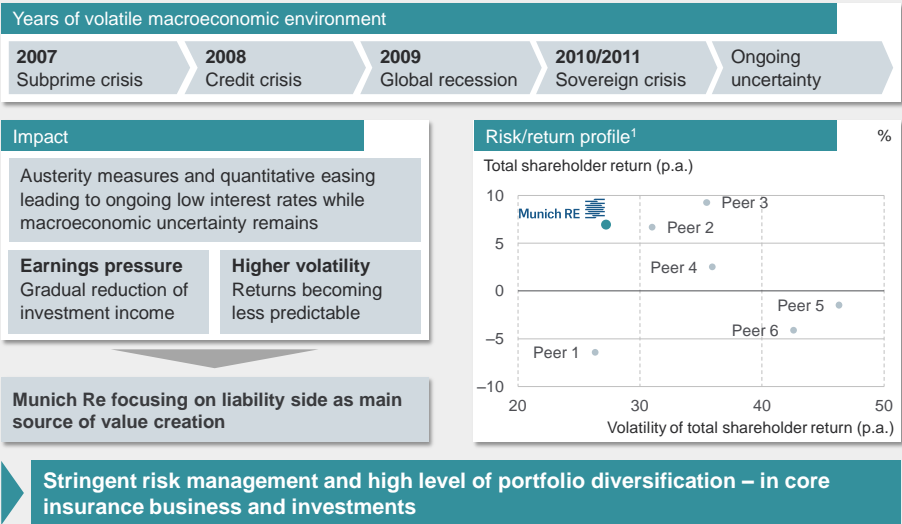 Years of volatile macroeconomic environment
2007
Subprime crisis
2008
Credit crisis
2009
Global recession
2010/2011
Sovereign crisis
Ongoing
uncertainty
Impact
Austerity measures and quantitative easing
leading to ongoing low interest rates while
macroeconomic uncertainty remains
Earnings pressure
Gradual reduction of
investment income
Higher volatility
Returns becoming
less predictable
Munich Re focusing on liability side as main
source of value creation
Risk/return profile¹
%
Total shareholder return (p.a.)
10
5
0
–5
–10
Munich RE
Peer 3
Peer 2
Peer 4
Peer 5
Peer 6
Peer 1
20
30
40
50
Volatility of total shareholder return (p.a.)
Stringent risk management and high level of portfolio diversification – in core
insurance business and investments